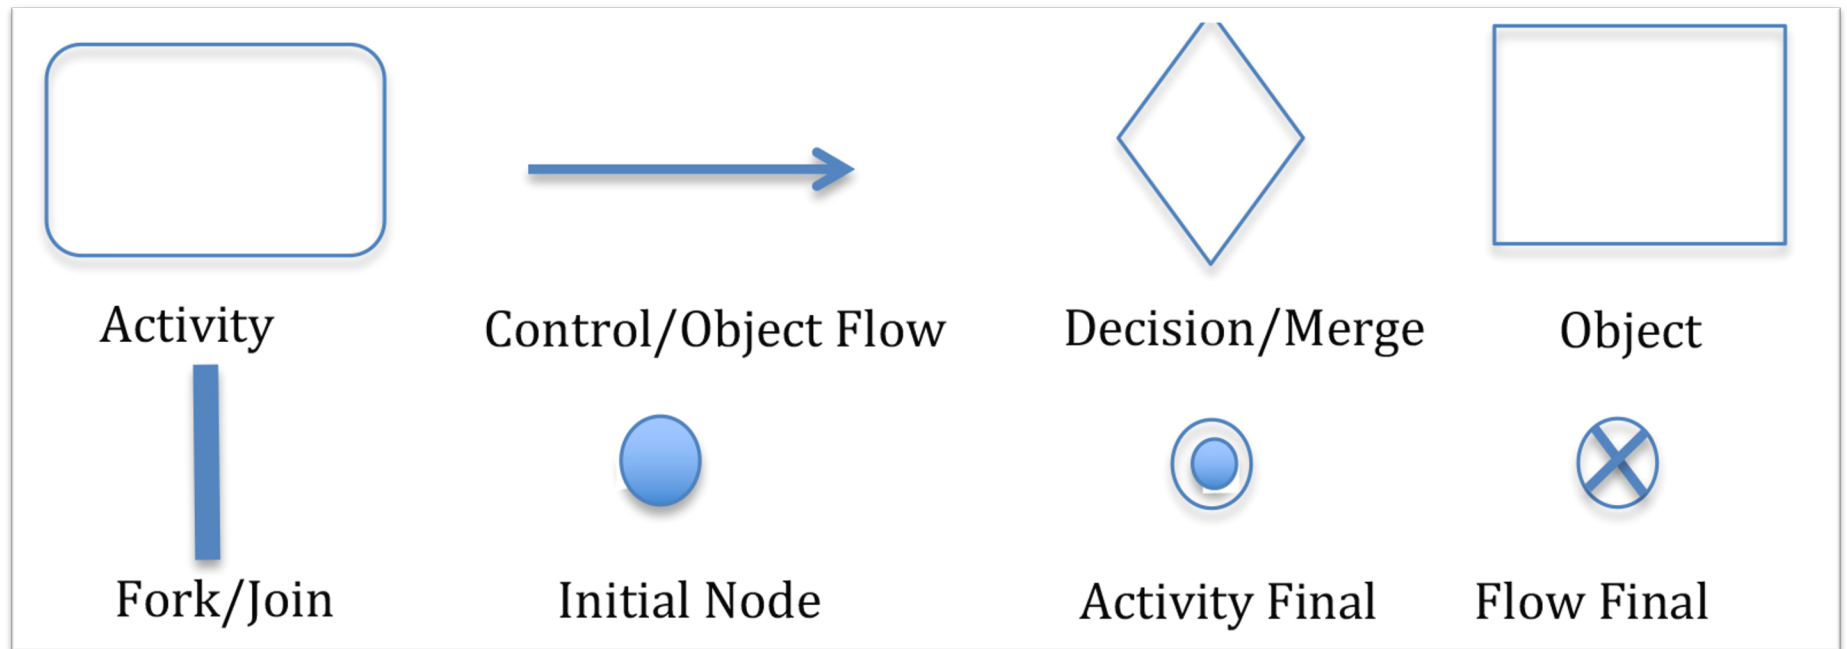 Activity
Control/Object Flow
Decision/Merge
Object
Fork/Join
Initial Node
Activity Final
Flow Final